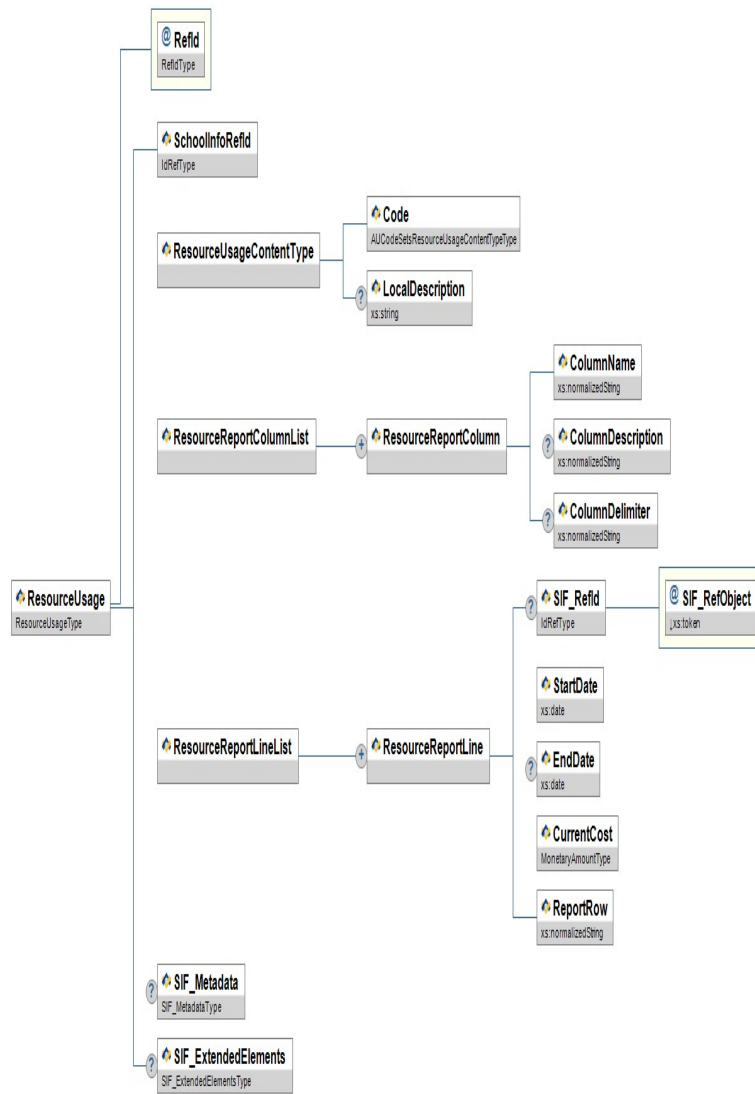 @ RefId
RefIdType
SchoolInfoRefId
IdRefType
ResourceUsageContentType
Code
AUCodeSetsResourceUsageContentTypeType
? LocalDescription
xs:string
ResourceReportColumnList
+ ResourceReportColumn
ColumnName
xs:normalizedString
? ColumnDescription
xs:normalizedString
? ColumnDelimiter
xs:normalizedString
ResourceUsage
ResourceUsageType
ResourceReportLineList
+ ResourceReportLine
? SIF_RefId
IdRefType
@ SIF_RefObject
xs:token
StartDate
xs:date
? EndDate
xs:date
CurrentCost
MonetaryAmountType
ReportRow
xs:normalizedString
? SIF_Metadata
SIF_MetadataType
? SIF_ExtendedElements
SIF_ExtendedElementsType